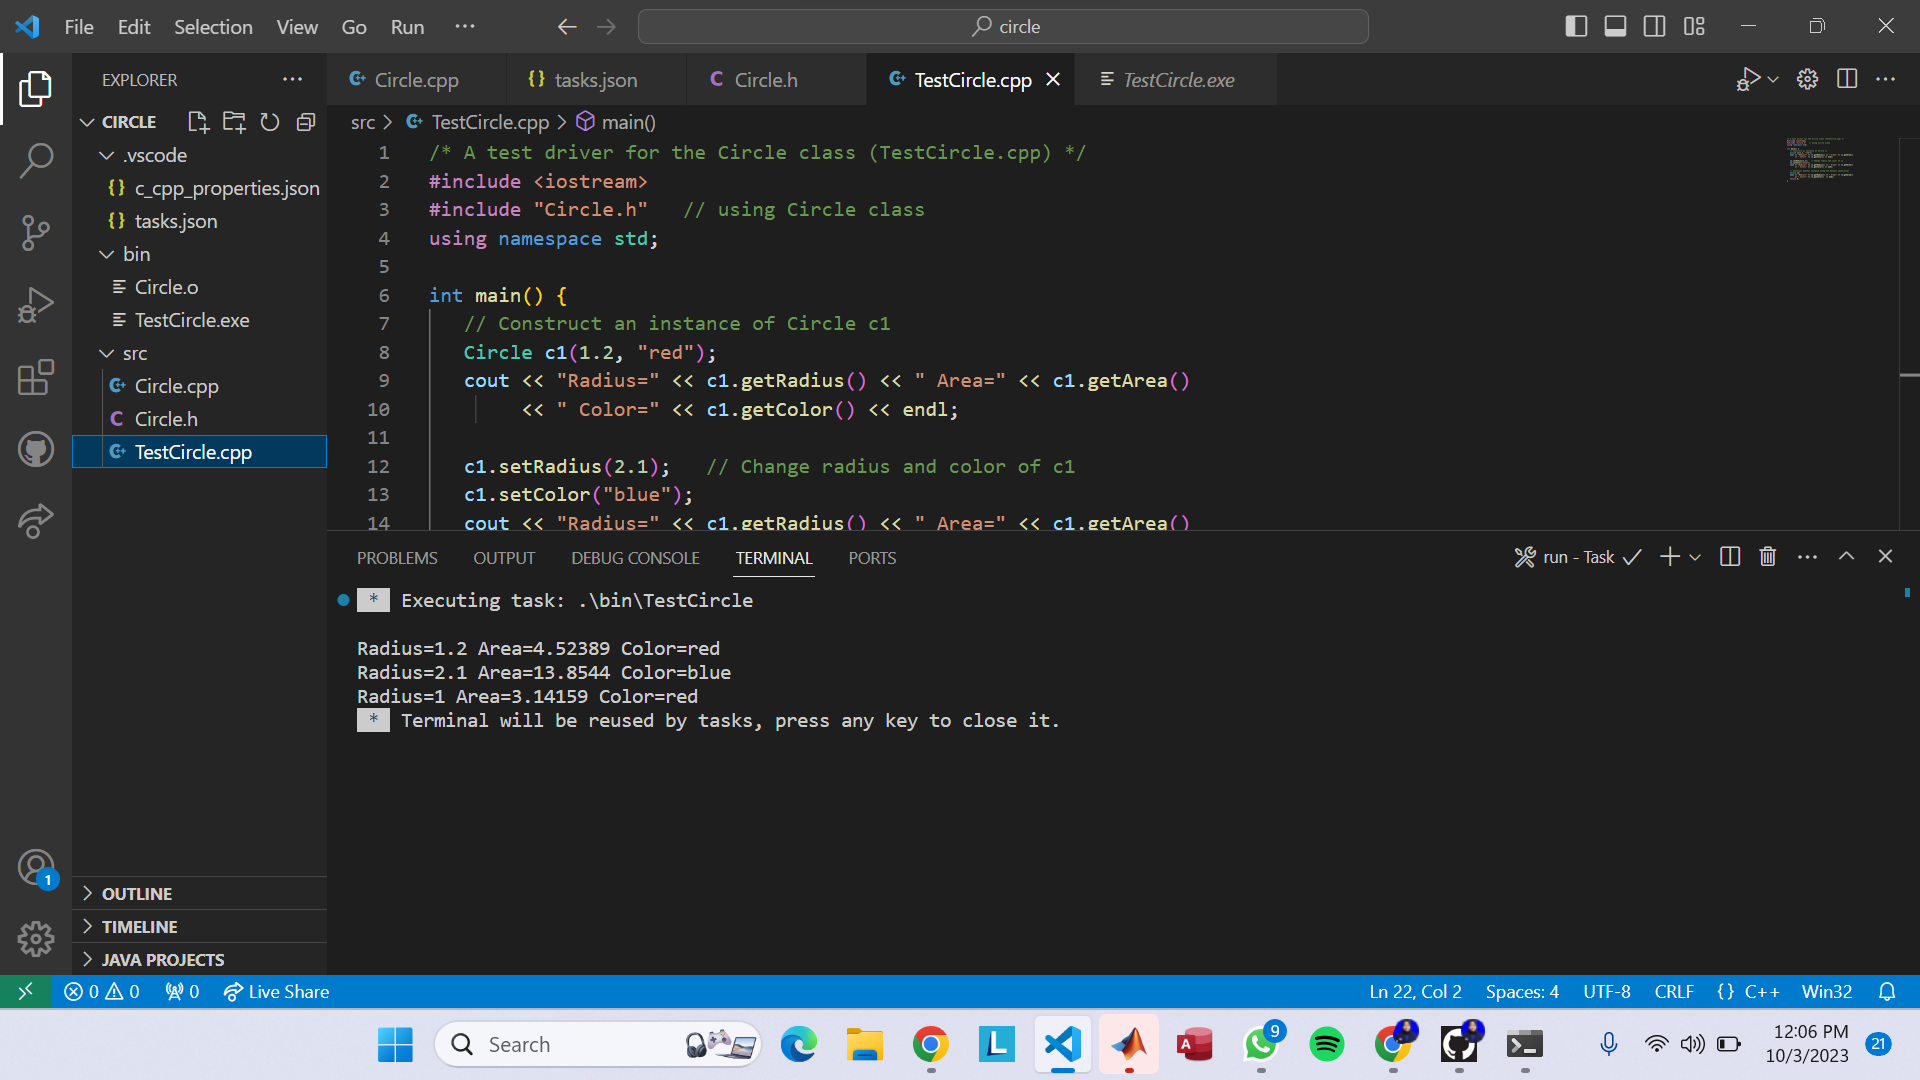 File Edit Selection View Go Run ···
circle
EXPLORER ···
Circle.cpp
{} tasks.json
C Circle.h
TestCircle.cpp
TestCircle.exe
CIRCLE
.vscode
{} c_cpp_properties.json
{} tasks.json
bin
Circle.o
TestCircle.exe
src
Circle.cpp
C Circle.h
TestCircle.cpp
OUTLINE
TIMELINE
JAVA PROJECTS
1
src > TestCircle.cpp > main()
1 /* A test driver for the Circle class (TestCircle.cpp) */
2 #include <iostream>
3 #include "Circle.h" // using Circle class
4 using namespace std;
5
6 int main() {
7 // Construct an instance of Circle c1
8 Circle c1(1.2, "red");
9 cout << "Radius=" << c1.getRadius() << " Area=" << c1.getArea()
10 << " Color=" << c1.getColor() << endl;
11
12 c1.setRadius(2.1); // Change radius and color of c1
13 c1.setColor("blue");
14 cout << "Radius=" << c1.getRadius() << " Area=" << c1.getArea()
PROBLEMS OUTPUT DEBUG CONSOLE TERMINAL PORTS
run - Task
* Executing task: .\bin\TestCircle
Radius=1.2 Area=4.52389 Color=red
Radius=2.1 Area=13.8544 Color=blue
Radius=1 Area=3.14159 Color=red
* Terminal will be reused by tasks, press any key to close it.
0 0 0 Live Share
Ln 22, Col 2 Spaces: 4 UTF-8 CRLF {} C++ Win32
Search
L
A
9
12:06 PM
10/3/2023
21